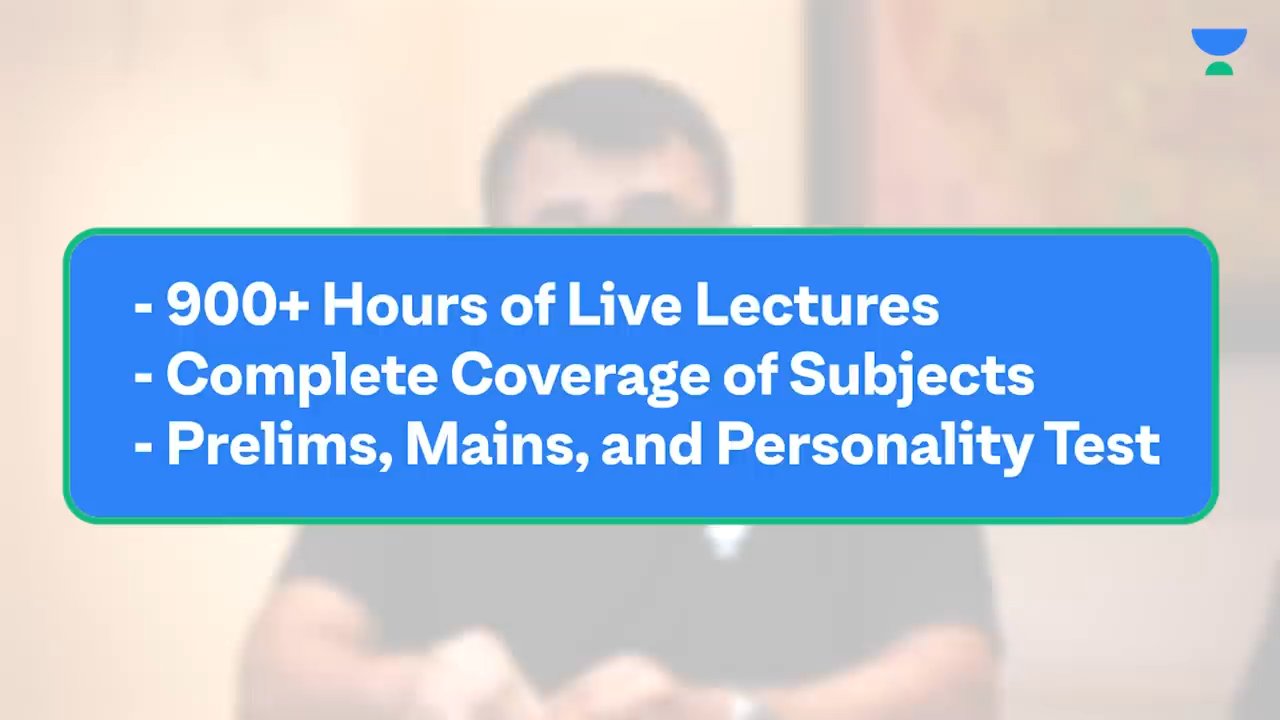 - 900+ Hours of Live Lectures
- Complete Coverage of Subjects
- Prelims, Mains, and Personality Test